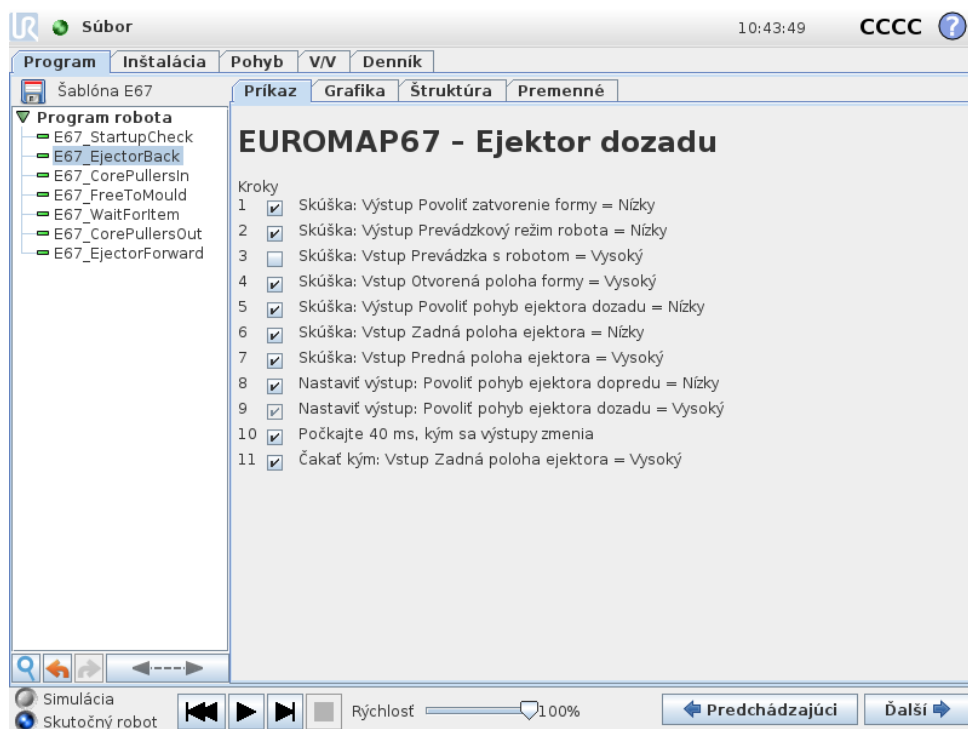 Súbor
10:43:49
CCCC
Program
Inštalácia
Pohyb
V/V
Denník
Šablóna E67
Príkaz
Grafika
Štruktúra
Premenné
Program robota
E67_StartupCheck
E67_EjectorBack
E67_CorePullersIn
E67_FreeToMould
E67_WaitForItem
E67_CorePullersOut
E67_EjectorForward
EUROMAP67 – Ejektor dozadu
Kroky
1 Skúška: Výstup Povoliť zatvorenie formy = Nízky
2 Skúška: Výstup Prevádzkový režim robota = Nízky
3 Skúška: Vstup Prevádzka s robotom = Vysoký
4 Skúška: Vstup Otvorená poloha formy = Vysoký
5 Skúška: Výstup Povoliť pohyb ejektora dozadu = Nízky
6 Skúška: Vstup Zadná poloha ejektora = Nízky
7 Skúška: Vstup Predná poloha ejektora = Vysoký
8 Nastaviť výstup: Povoliť pohyb ejektora dopredu = Nízky
9 Nastaviť výstup: Povoliť pohyb ejektora dozadu = Vysoký
10 Počkajte 40 ms, kým sa výstupy zmenia
11 Čakať kým: Vstup Zadná poloha ejektora = Vysoký
Simulácia
Skutočný robot
Rýchlosť
100%
Predchádzajúci
Ďalší